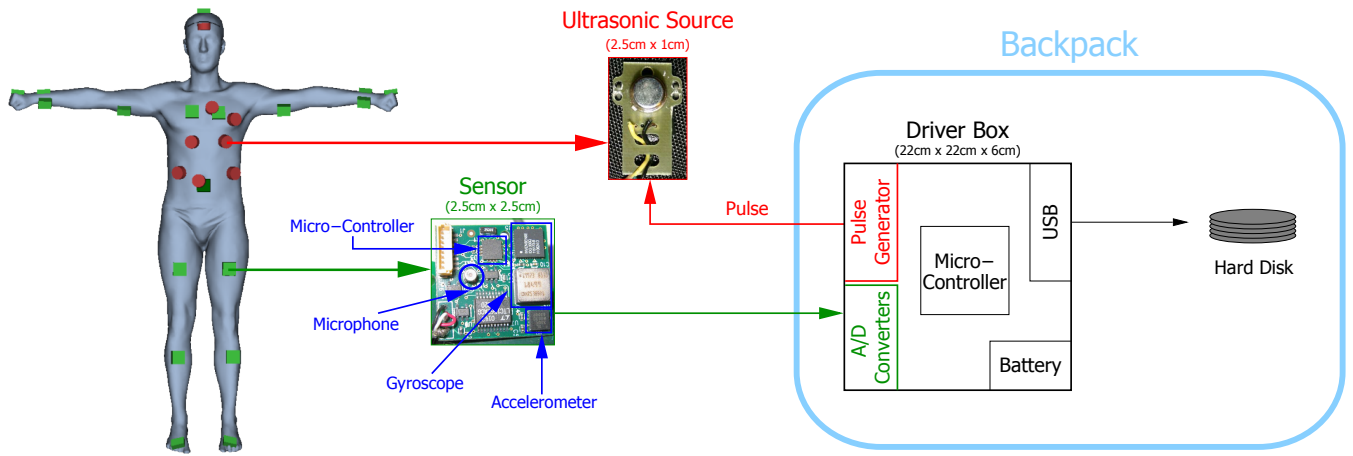 Ultrasonic Source
(2.5cm x 1cm)
Backpack
Driver Box
(22cm x 22cm x 6cm)
Sensor
(2.5cm x 2.5cm)
Micro−Controller
Microphone
Gyroscope
Accelerometer
Pulse
Pulse
Generator
A/D
Converters
Micro−
Controller
USB
Battery
Hard Disk